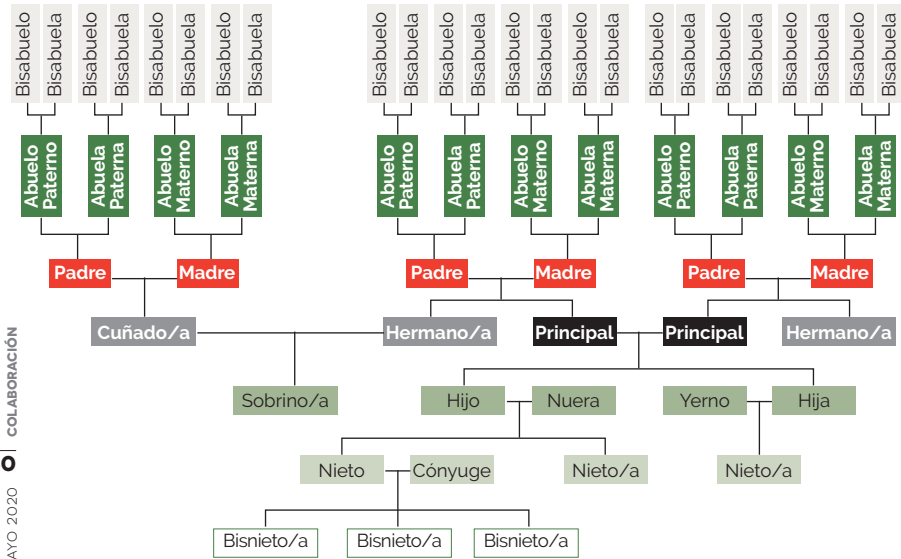 Bisabuelo
Bisabuela
Bisabuelo
Bisabuela
Bisabuelo
Bisabuela
Bisabuelo
Bisabuela
Bisabuelo
Bisabuela
Bisabuelo
Bisabuela
Bisabuelo
Bisabuela
Bisabuelo
Bisabuela
Bisabuelo
Bisabuela
Bisabuelo
Bisabuela
Bisabuelo
Bisabuela
Bisabuelo
Bisabuela
Abuelo
Paterno
Abuela
Paterna
Abuelo
Materno
Abuela
Materna
Abuelo
Paterno
Abuela
Paterna
Abuelo
Materno
Abuela
Materna
Abuelo
Paterno
Abuela
Paterna
Abuelo
Materno
Abuela
Materna
Padre
Madre
Padre
Madre
Padre
Madre
Cuñado/a
Hermano/a
Principal
Principal
Hermano/a
Sobrino/a
Hijo
Nuera
Yerno
Hija
Nieto
Cónyuge
Nieto/a
Nieto/a
Bisnieto/a
Bisnieto/a
Bisnieto/a
COLABORACIÓN
0
AYO 2020